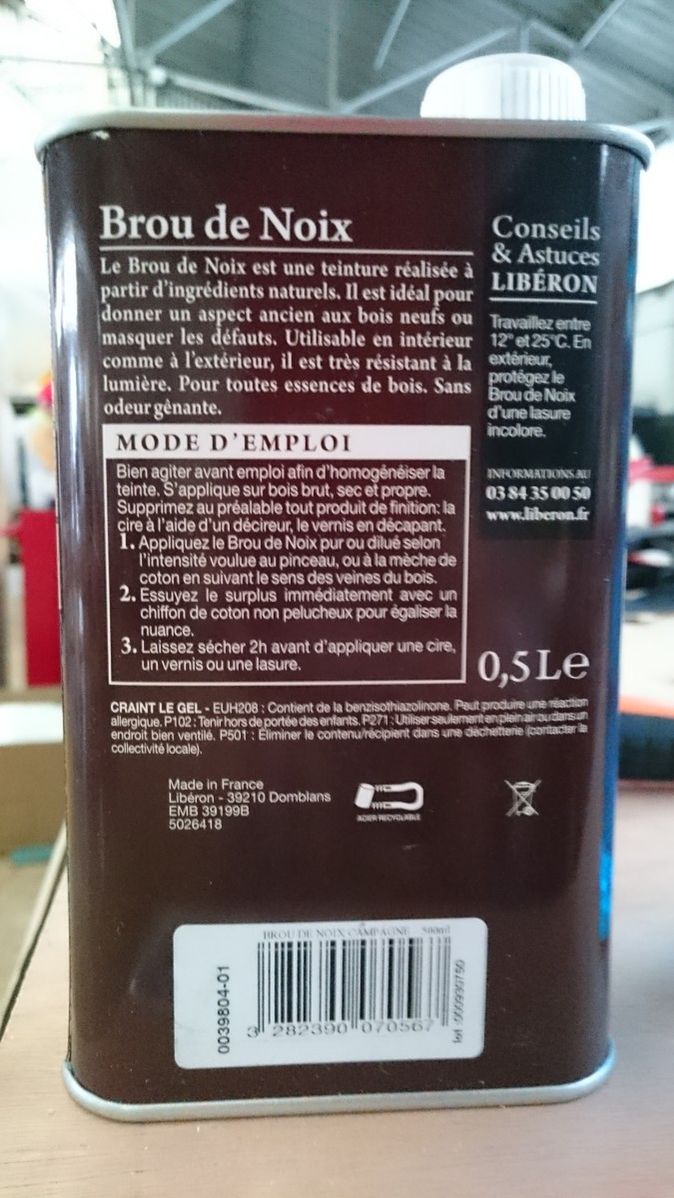 Brou de Noix
Le Brou de Noix est une teinture réalisée à
partir d'ingrédients naturels. Il est idéal pour
donner un aspect ancien aux bois neufs ou
masquer les défauts. Utilisable en intérieur
comme à l'extérieur, il est très résistant à la
lumière. Pour toutes essences de bois. Sans
odeur gênante.
MODE D'EMPLOI
Bien agiter avant emploi afin d'homogénéiser la
teinte. S'applique sur bois brut, sec et propre.
Supprimez au préalable tout produit de finition: la
cire à l'aide d'un décireur, le vernis en décapant.
1. Appliquez le Brou de Noix pur ou dilué selon
l'intensité voulue au pinceau, ou à la mèche de
coton en suivant le sens des veines du bois.
2. Essuyez le surplus immédiatement avec un
chiffon de coton non pelucheux pour égaliser la
nuance.
3. Laissez sécher 2h avant d'appliquer une cire,
un vernis ou une lasure.
Conseils
& Astuces
LIBÉRON
Travaillez entre
12° et 25°C. En
extérieur,
protégez le
Brou de Noix
d'une lasure
incolore.
INFORMATIONS AU
03 84 35 00 50
www.liberon.fr
0,5 L e
CRAINT LE GEL - EUH208 : Contient de la benzisothiazolinone. Peut produire une réaction
allergique. P102 : Tenir hors de portée des enfants. P271 : Utiliser seulement en plein air ou dans un
endroit bien ventilé. P501 : Éliminer le contenu/récipient dans une déchetterie (contacter la
collectivité locale).
Made in France
Libéron - 39210 Domblans
EMB 39199B
5026418
ACIER RECYCLABLE
BROU DE NOIX CAMPAGNE 500ml
0039804-01
3 282390 070567
lot :000930750